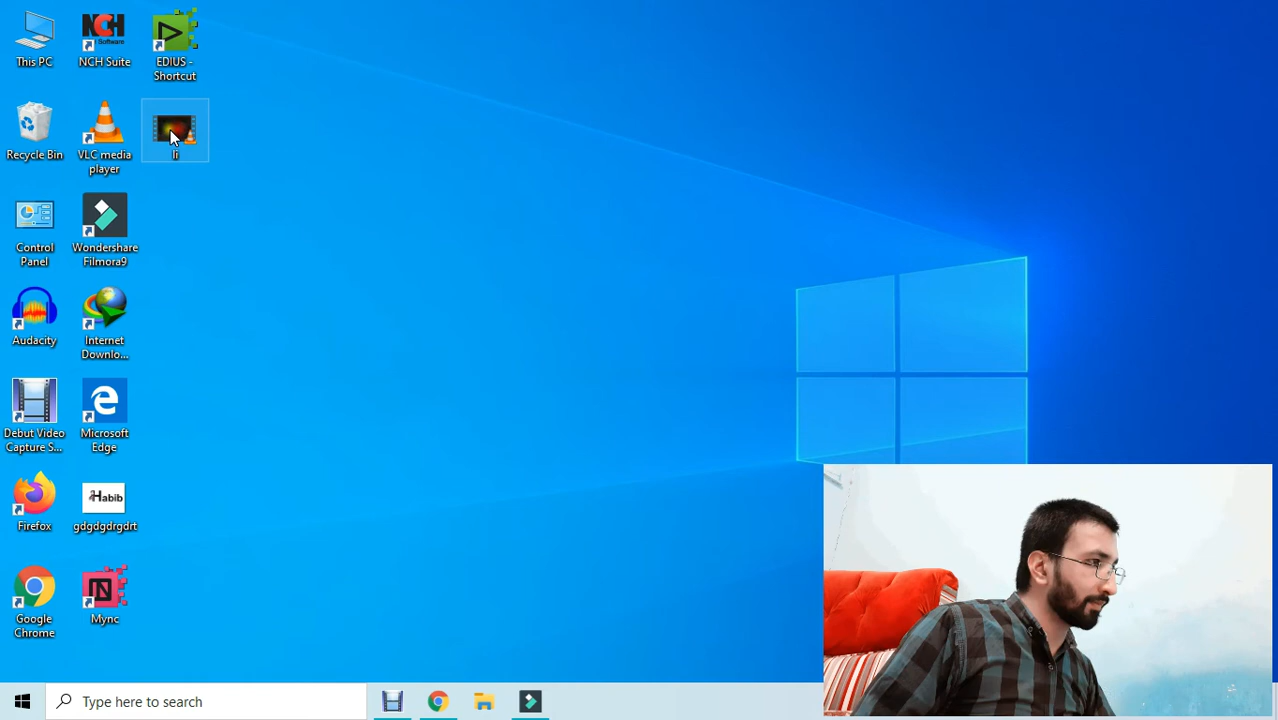 This PC
NCH
Software
NCH Suite
EDIUS -
Shortcut
Recycle Bin
VLC media
player
li
Control
Panel
Wondershare
Filmora9
Audacity
Internet
Downlo...
Debut Video
Capture S...
Microsoft
Edge
Firefox
Habib
gdgdgdrgdrt
Google
Chrome
Mync
Type here to search